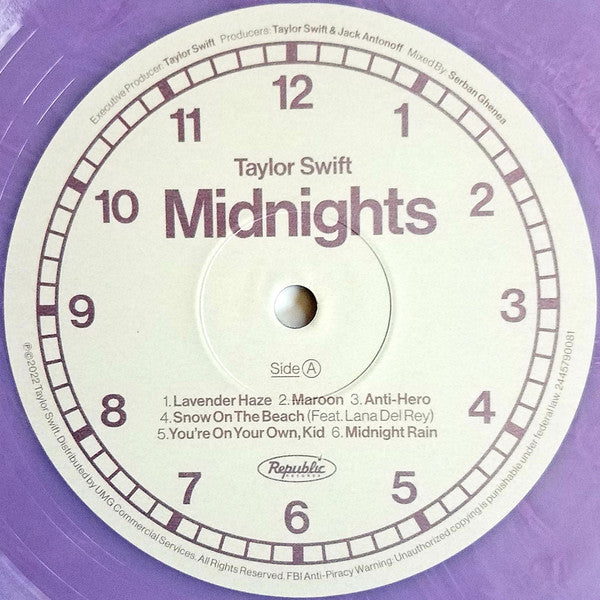 Executive Producer: Taylor Swift Producers: Taylor Swift & Jack Antonoff Mixed By: Serban Ghenea
12
11
1
Taylor Swift
10
Midnights
2
9
3
Side A
1. Lavender Haze 2. Maroon 3. Anti-Hero
8
4. Snow On The Beach (Feat. Lana Del Rey)
4
5. You're On Your Own, Kid 6. Midnight Rain
Republic
RECORDS
7
5
6
℗©2022 Taylor Swift. Distributed by UMG Commercial Services. All Rights Reserved. FBI Anti-Piracy Warning: Unauthorized copying is punishable under federal law. 2445790081